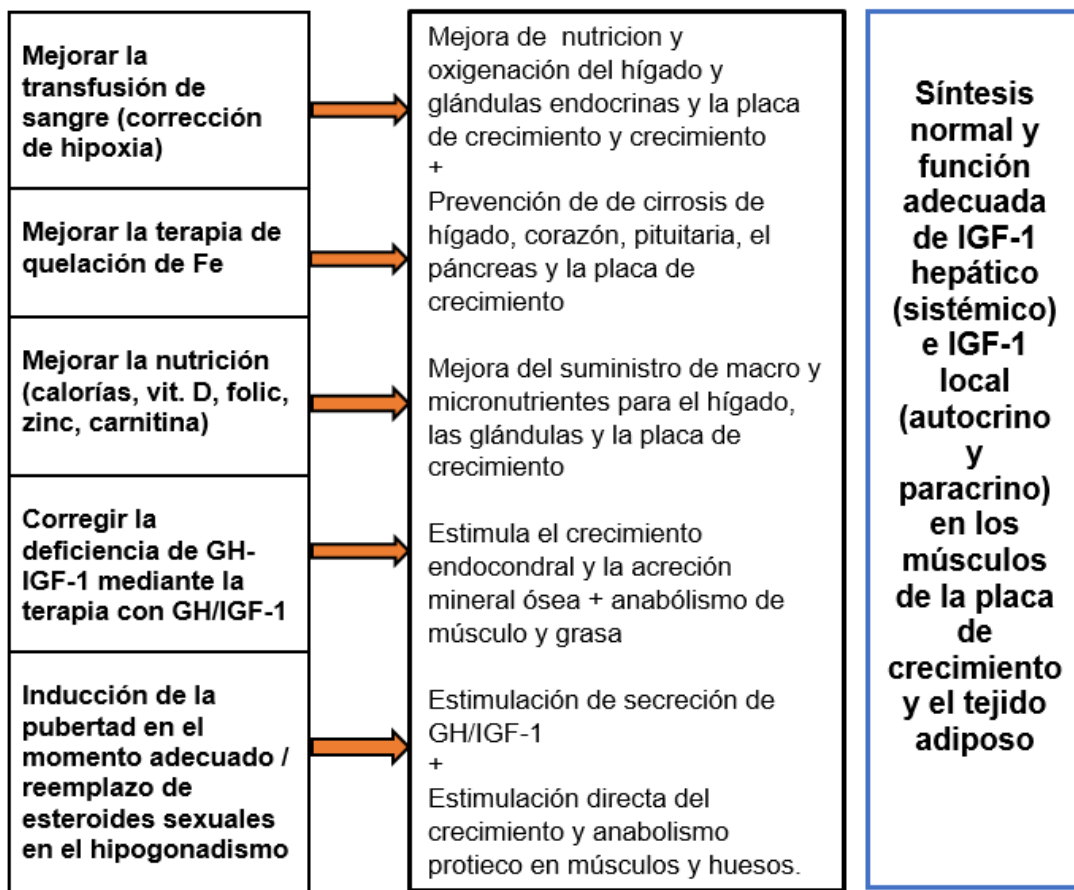 Mejorar la
transfusión de
sangre (corrección
de hipoxia)
Mejorar la terapia de
quelación de Fe
Mejorar la nutrición
(calorías, vit. D, folic,
zinc, carnitina)
Corregir la
deficiencia de GH-
IGF-1 mediante la
terapia con GH/IGF-1
Inducción de la
pubertad en el
momento adecuado /
reemplazo de
esteroides sexuales
en el hipogonadismo
Mejora de nutricion y
oxigenación del hígado y
glándulas endocrinas y la placa
de crecimiento y crecimiento
+
Prevención de de cirrosis de
hígado, corazón, pituitaria, el
páncreas y la placa de
crecimiento
Mejora del suministro de macro y
micronutrientes para el hígado,
las glándulas y la placa de
crecimiento
Estimula el crecimiento
endocondral y la acreción
mineral ósea + anabólismo de
músculo y grasa
Estimulación de secreción de
GH/IGF-1
+
Estimulación directa del
crecimiento y anabolismo
protieco en músculos y huesos.
Síntesis
normal y
función
adecuada
de IGF-1
hepático
(sistémico)
e IGF-1
local
(autocrino
y
paracrino)
en los
músculos
de la placa
de
crecimiento
y el tejido
adiposo